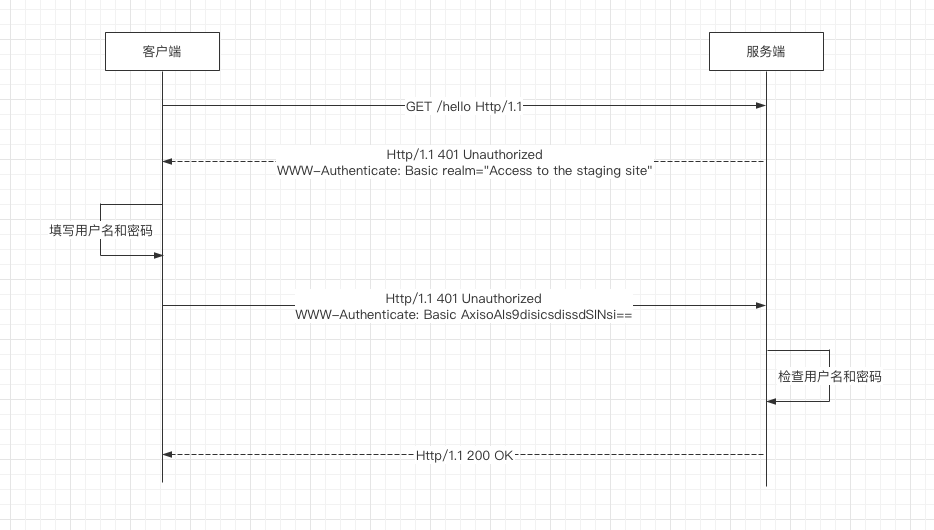 客户端
服务端
GET /hello Http/1.1
Http/1.1 401 Unauthorized
WWW-Authenticate: Basic realm="Access to the staging site"
填写用户名和密码
Http/1.1 401 Unauthorized
WWW-Authenticate: Basic AxisoAls9disicsdissdSlNsi==
检查用户名和密码
Http/1.1 200 OK